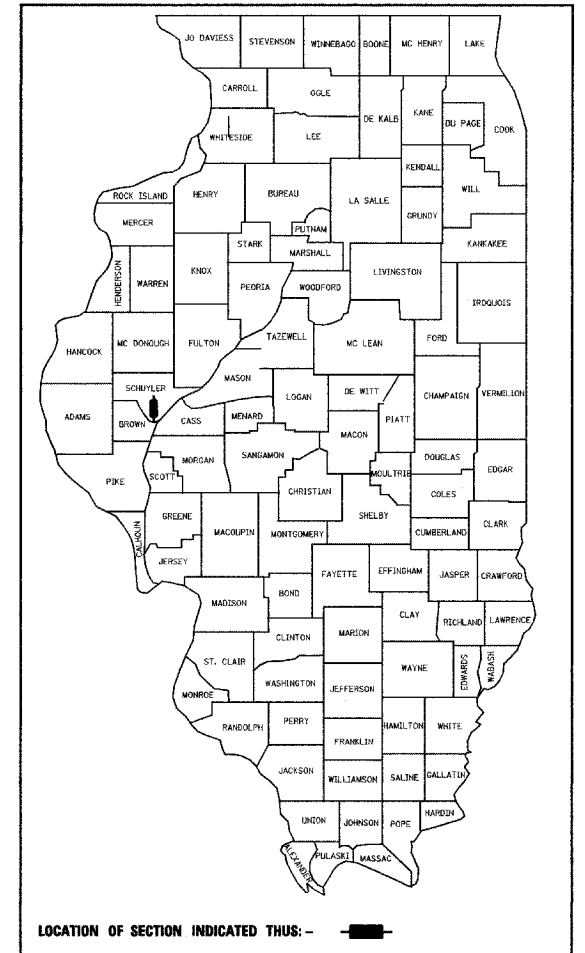 JO DAVIESS STEVENSON WINNEBAGO BOONE MC HENRY LAKE
CARROLL OGLE DE KALB KANE DU PAGE COOK
WHITESIDE LEE
KENDALL
WILL
ROCK ISLAND HENRY BUREAU LA SALLE GRUNDY
MERCER PUTNAM KANKAKEE
STARK MARSHALL
HENDERSON WARREN KNOX PEORIA WOODFORD LIVINGSTON IROQUOIS
HANCOCK MC DONOUGH FULTON TAZEWELL MC LEAN FORD
MASON
SCHUYLER LOGAN DE WITT CHAMPAIGN VERMILION
ADAMS BROWN CASS MENARD MACON PIATT
MORGAN SANGAMON DOUGLAS
PIKE SCOTT MOULTRIB EDGAR
CHRISTIAN COLES
GREENE MACOUPIN SHELBY
CALHOUN MONTGOMERY CUMBERLAND CLARK
JERSEY
FAYETTE EFFINGHAM JASPER CRAWFORD
MADISON BOND
CLAY RICHLAND LAWRENCE
CLINTON MARION
ST. CLAIR WAYNE EDWARDS WABASH
WASHINGTON JEFFERSON
MONROE
RANDOLPH PERRY HAMILTON WHITE
FRANKLIN
JACKSON WILLIAMSON SALINE GALLATIN
UNION JOHNSON POPE HARDIN
ALEXANDER PULASKI MASSAC
LOCATION OF SECTION INDICATED THUS:-